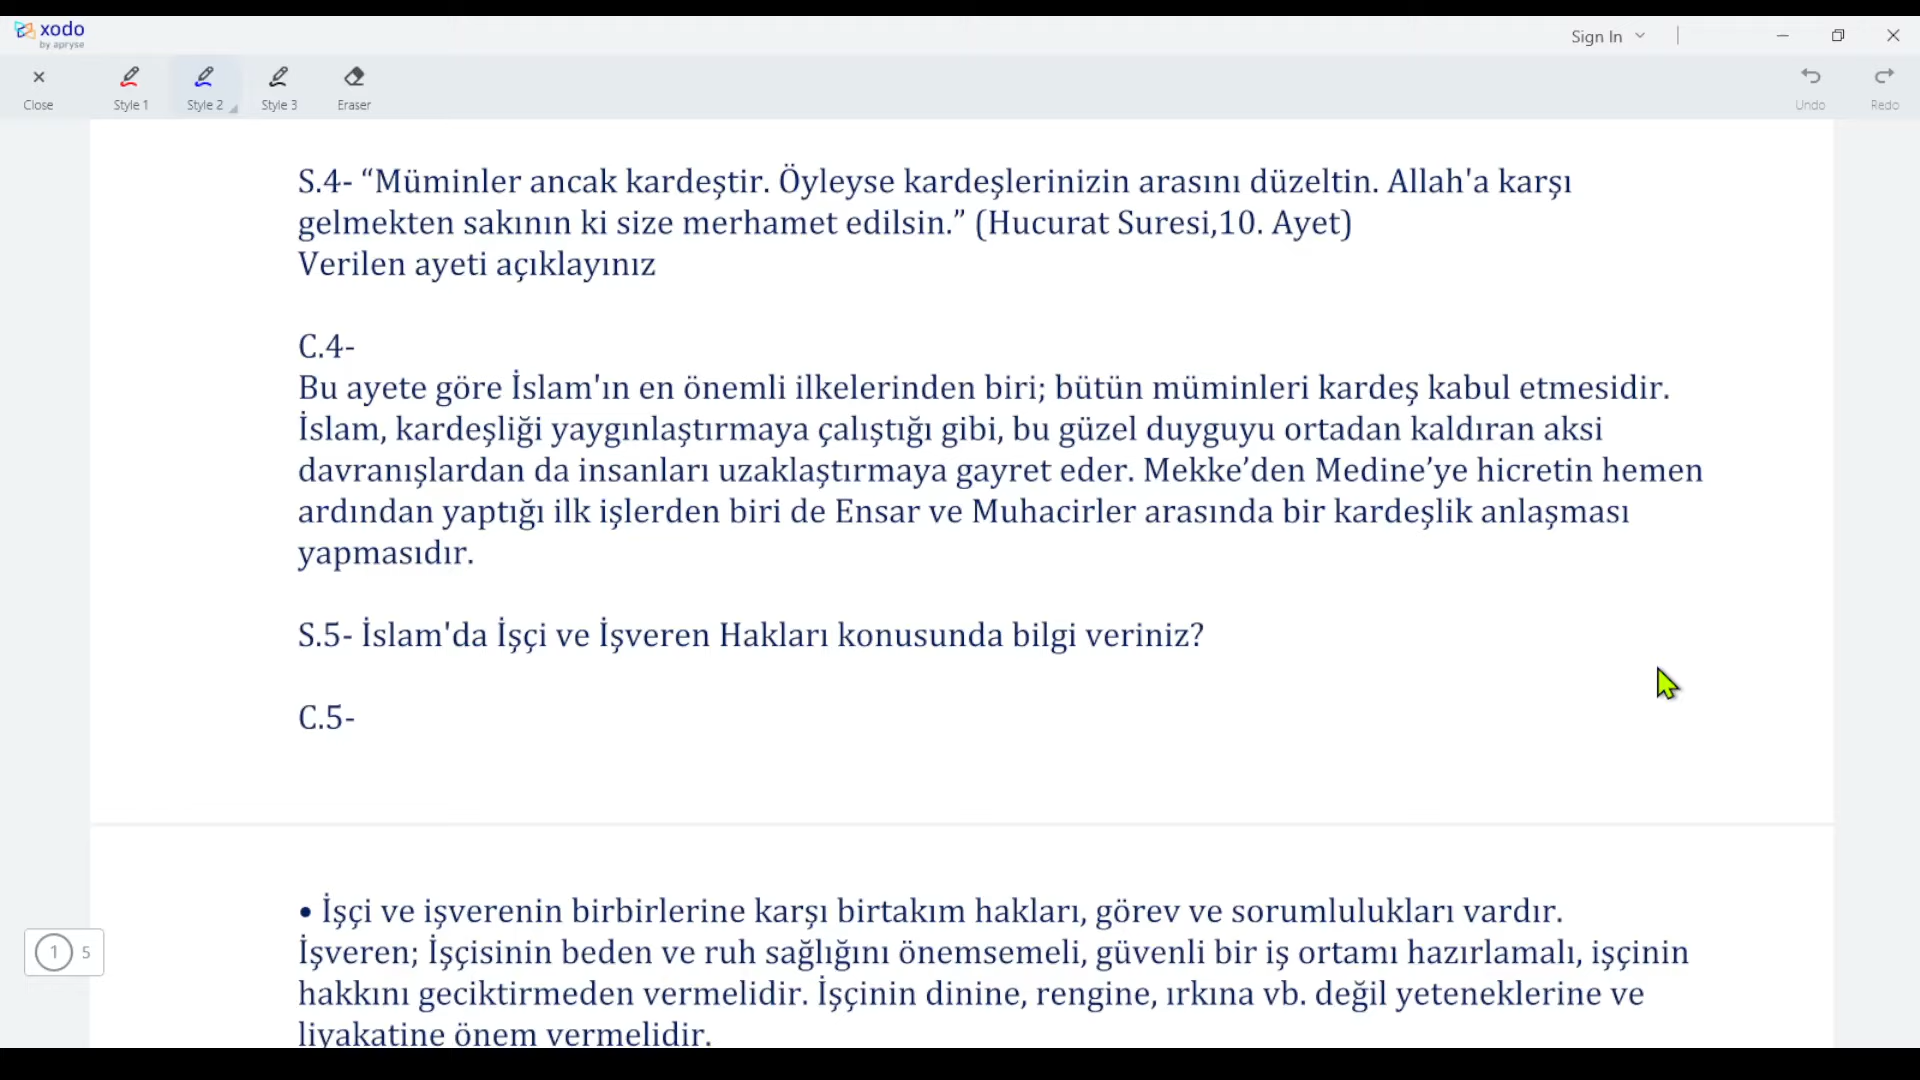 xodo
by apryse
Sign In
Close
Style 1
Style 2
Style 3
Eraser
Undo
Redo
S.4- “Müminler ancak kardeştir. Öyleyse kardeşlerinizin arasını düzeltin. Allah'a karşı
gelmekten sakının ki size merhamet edilsin.” (Hucurat Suresi,10. Ayet)
Verilen ayeti açıklayınız
C.4-
Bu ayete göre İslam'ın en önemli ilkelerinden biri; bütün müminleri kardeş kabul etmesidir.
İslam, kardeşliği yaygınlaştırmaya çalıştığı gibi, bu güzel duyguyu ortadan kaldıran aksi
davranışlardan da insanları uzaklaştırmaya gayret eder. Mekke’den Medine’ye hicretin hemen
ardından yaptığı ilk işlerden biri de Ensar ve Muhacirler arasında bir kardeşlik anlaşması
yapmasıdır.
S.5- İslam'da İşçi ve İşveren Hakları konusunda bilgi veriniz?
C.5-
• İşçi ve işverenin birbirlerine karşı birtakım hakları, görev ve sorumlulukları vardır.
İşveren; İşçisinin beden ve ruh sağlığını önemsemeli, güvenli bir iş ortamı hazırlamalı, işçinin
hakkını geciktirmeden vermelidir. İşçinin dinine, rengine, ırkına vb. değil yeteneklerine ve
liyakatine önem vermelidir.
1 5